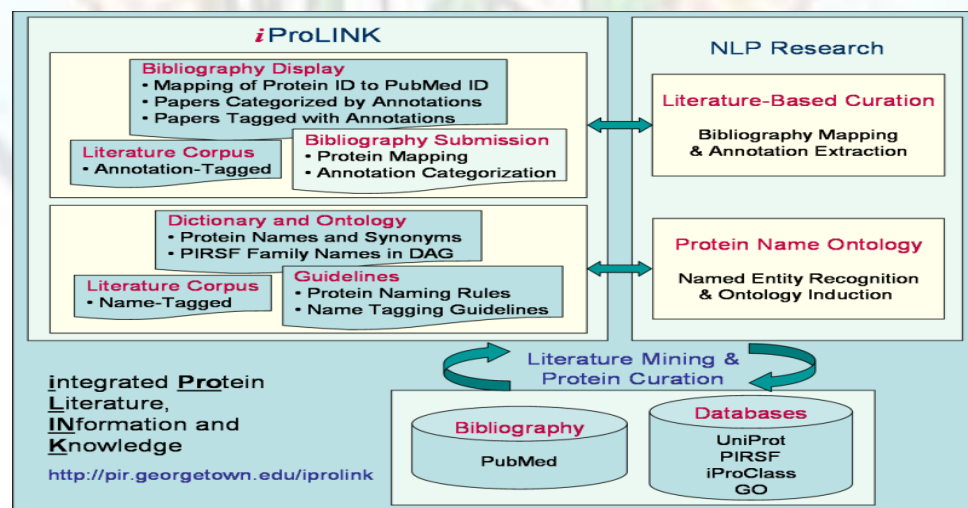 iProLINK
Bibliography Display
• Mapping of Protein ID to PubMed ID
• Papers Categorized by Annotations
• Papers Tagged with Annotations
Literature Corpus
• Annotation-Tagged
Bibliography Submission
• Protein Mapping
• Annotation Categorization
Dictionary and Ontology
• Protein Names and Synonyms
• PIRSF Family Names in DAG
Literature Corpus
• Name-Tagged
Guidelines
• Protein Naming Rules
• Name Tagging Guidelines
NLP Research
Literature-Based Curation
Bibliography Mapping
& Annotation Extraction
Protein Name Ontology
Named Entity Recognition
& Ontology Induction
Literature Mining &
Protein Curation
integrated Protein
Literature,
INformation and
Knowledge
http://pir.georgetown.edu/iprolink
Bibliography
PubMed
Databases
UniProt
PIRSF
iProClass
GO